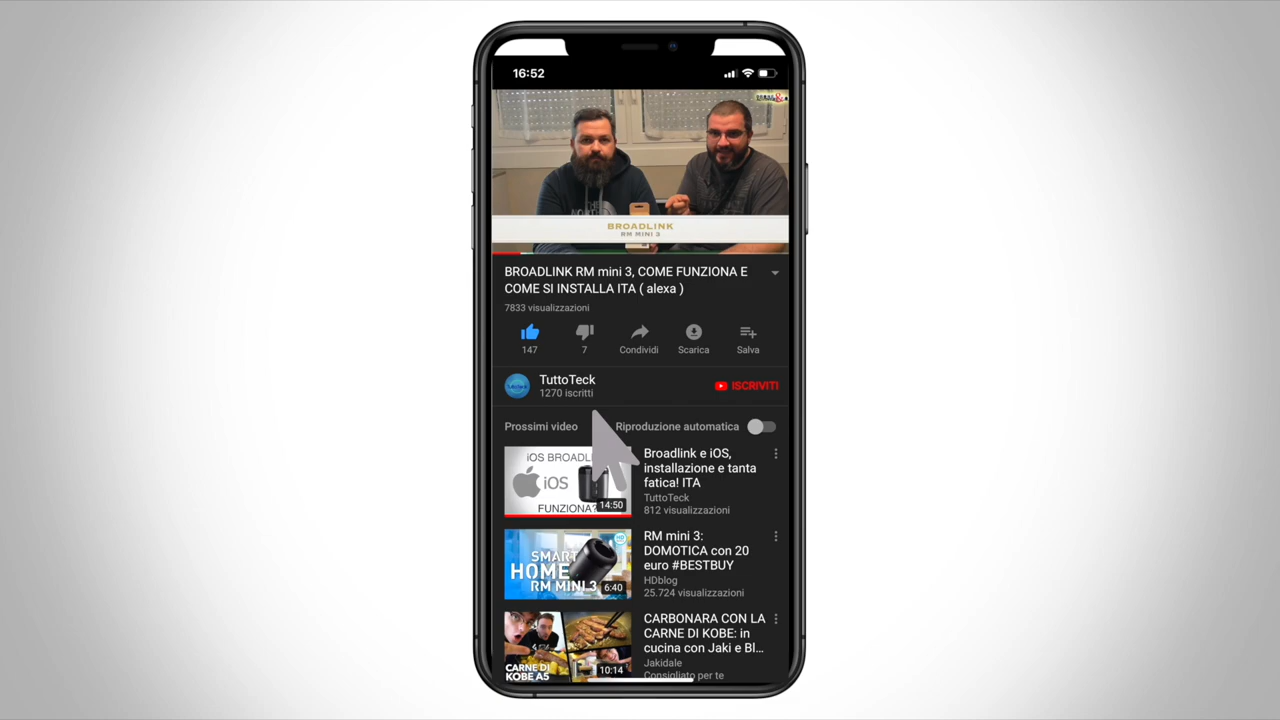 16:52
BROADLINK
RM MINI 3
BROADLINK RM mini 3, COME FUNZIONA E
COME SI INSTALLA ITA ( alexa )
7833 visualizzazioni
147
7
Condividi
Scarica
Salva
TuttoTeck
1270 iscritti
ISCRIVITI
Prossimi video
Riproduzione automatica
iOS BROADL
iOS
FUNZIONA?
14:50
Broadlink e iOS,
installazione e tanta
fatica! ITA
TuttoTeck
812 visualizzazioni
SMART
HOME
RM MINI 3
HD
6:40
RM mini 3:
DOMOTICA con 20
euro #BESTBUY
HDblog
25.724 visualizzazioni
CARNE DI
KOBE A5
10:14
CARBONARA CON LA
CARNE DI KOBE: in
cucina con Jaki e Bl...
Jakidale
Consigliato per te